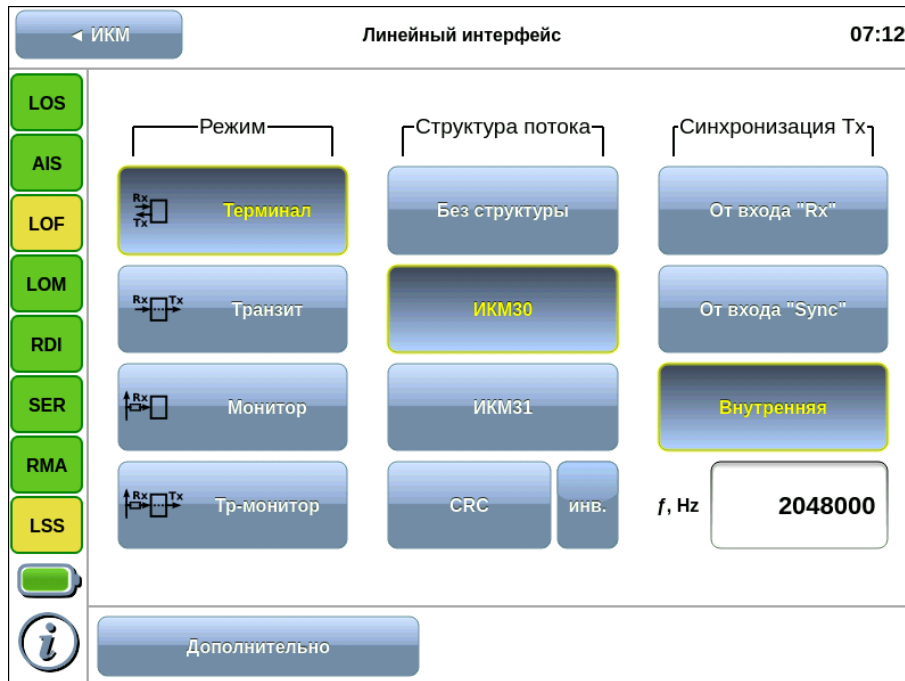 ◄ ИКМ
Линейный интерфейс
07:12
LOS
AIS
LOF
LOM
RDI
SER
RMA
LSS
Режим
Rx
Tx
Терминал
Rx Tx
Транзит
Rx
Монитор
Rx Tx
Тр-монитор
Структура потока
Без структуры
ИКМ30
ИКМ31
CRC
инв.
Синхронизация Tx
От входа "Rx"
От входа "Sync"
Внутренняя
f, Hz
2048000
i
Дополнительно